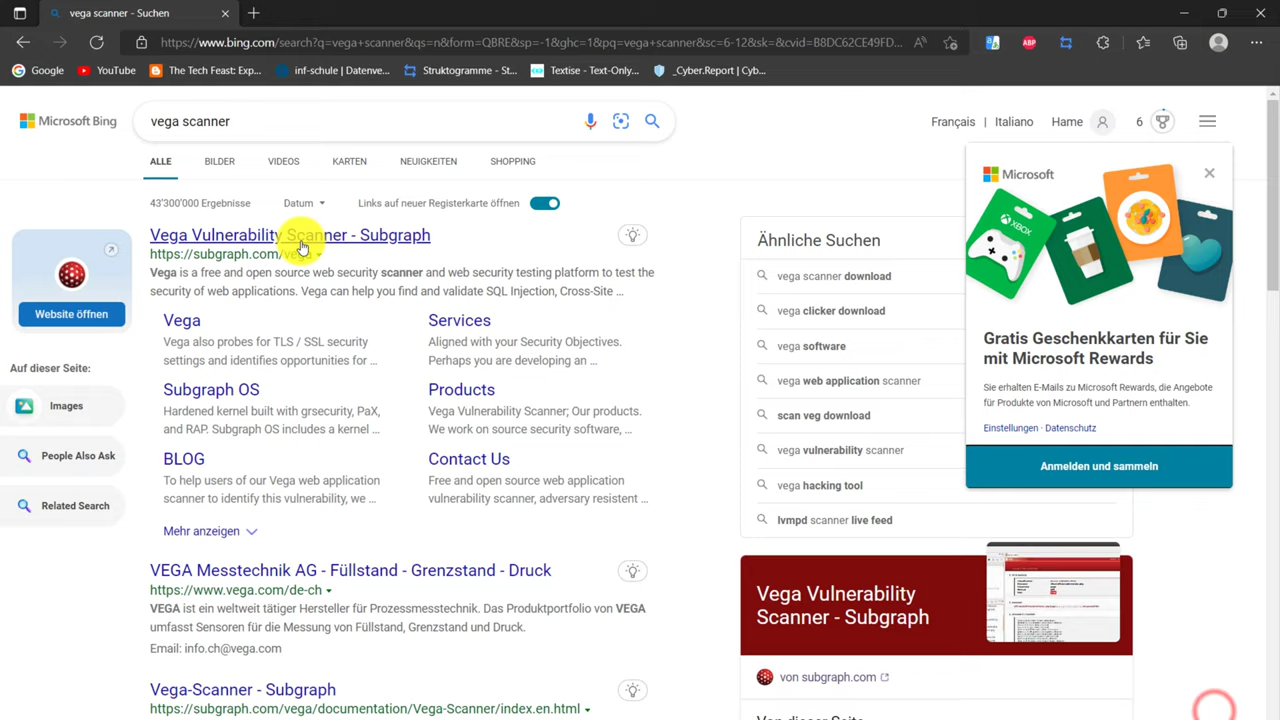 vega scanner - Suchen
https://www.bing.com/search?q=vega+scanner&qs=n&form=QBRE&sp=-1&ghc=1&pq=vega+scanner&sc=6-12&sk=&cvid=B8DC62CE49FD...
Google
YouTube
The Tech Feast: Exp...
inf-schule | Datenve...
Struktogramme - St...
Textise - Text-Only...
_Cyber.Report | Cyb...
Microsoft Bing
vega scanner
Français | Italiano Hame 6
ALLE BILDER VIDEOS KARTEN NEUIGKEITEN SHOPPING
43'300'000 Ergebnisse Datum Links auf neuer Registerkarte öffnen
Vega Vulnerability Scanner - Subgraph
https://subgraph.com/vega
Vega is a free and open source web security scanner and web security testing platform to test the
security of web applications. Vega can help you find and validate SQL Injection, Cross-Site ...
Website öffnen
Auf dieser Seite:
Images
People Also Ask
Related Search
Vega
Vega also probes for TLS / SSL security
settings and identifies opportunities for ...
Services
Aligned with your Security Objectives.
Perhaps you are developing an ...
Subgraph OS
Hardened kernel built with grsecurity, PaX,
and RAP. Subgraph OS includes a kernel ...
Products
Vega Vulnerability Scanner; Our products.
We work on source security software, ...
BLOG
To help users of our Vega web application
scanner to identify this vulnerability, we ...
Contact Us
Free and open source web application
vulnerability scanner, adversary resistent ...
Mehr anzeigen
VEGA Messtechnik AG - Füllstand - Grenzstand - Druck
https://www.vega.com/de-ch
VEGA ist ein weltweit tätiger Hersteller für Prozessmesstechnik. Das Produktportfolio von VEGA
umfasst Sensoren für die Messung von Füllstand, Grenzstand und Druck.
Email: info.ch@vega.com
Vega-Scanner - Subgraph
https://subgraph.com/vega/documentation/Vega-Scanner/index.en.html
Ähnliche Suchen
vega scanner download
vega clicker download
vega software
vega web application scanner
scan veg download
vega vulnerability scanner
vega hacking tool
lvmpd scanner live feed
Vega Vulnerability
Scanner - Subgraph
von subgraph.com
Microsoft
XBOX
Gratis Geschenkkarten für Sie
mit Microsoft Rewards
Sie erhalten E-Mails zu Microsoft Rewards, die Angebote
für Produkte von Microsoft und Partnern enthalten.
Einstellungen · Datenschutz
Anmelden und sammeln